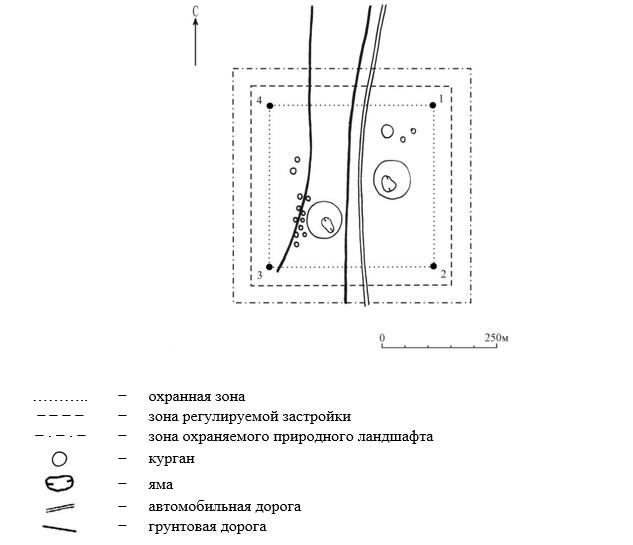 С
4 1
3 2
0 250м
– охранная зона
– зона регулируемой застройки
– зона охраняемого природного ландшафта
– курган
– яма
– автомобильная дорога
– грунтовая дорога